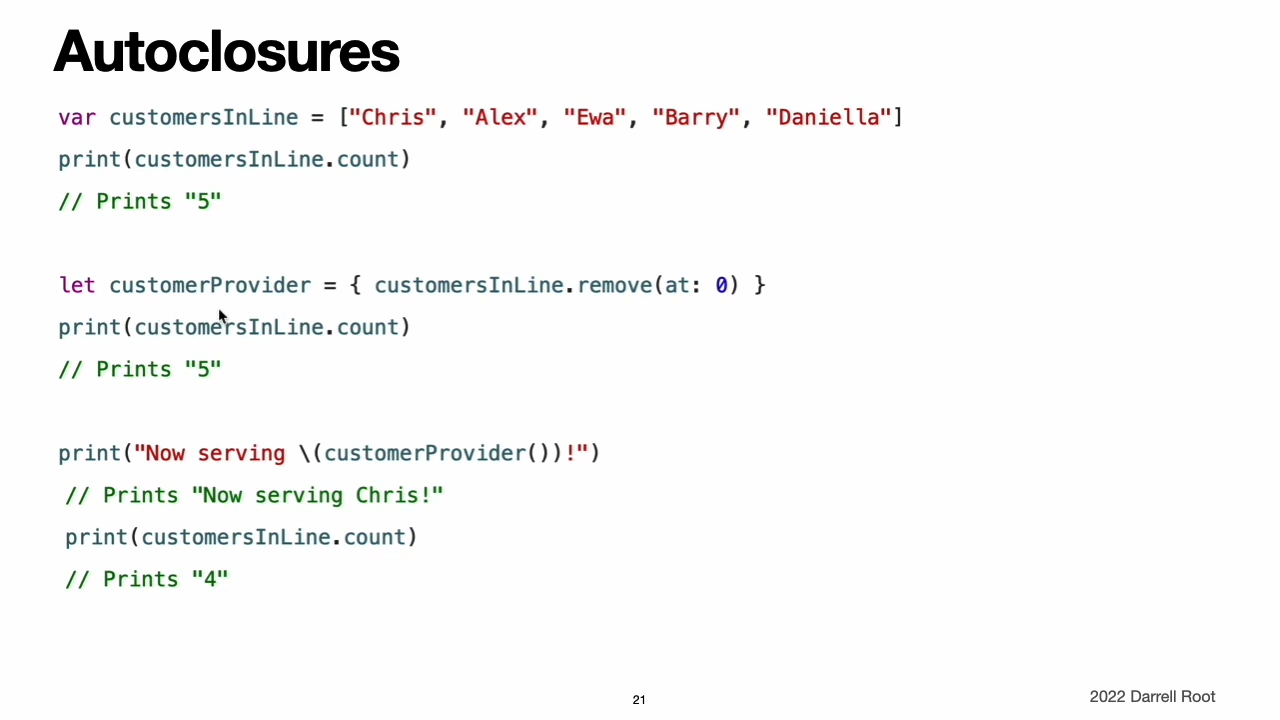 Autoclosures
var customersInLine = ["Chris", "Alex", "Ewa", "Barry", "Daniella"]
print(customersInLine.count)
// Prints "5"
let customerProvider = { customersInLine.remove(at: 0) }
print(customersInLine.count)
// Prints "5"
print("Now serving \(customerProvider())!")
// Prints "Now serving Chris!"
print(customersInLine.count)
// Prints "4"
21
2022 Darrell Root